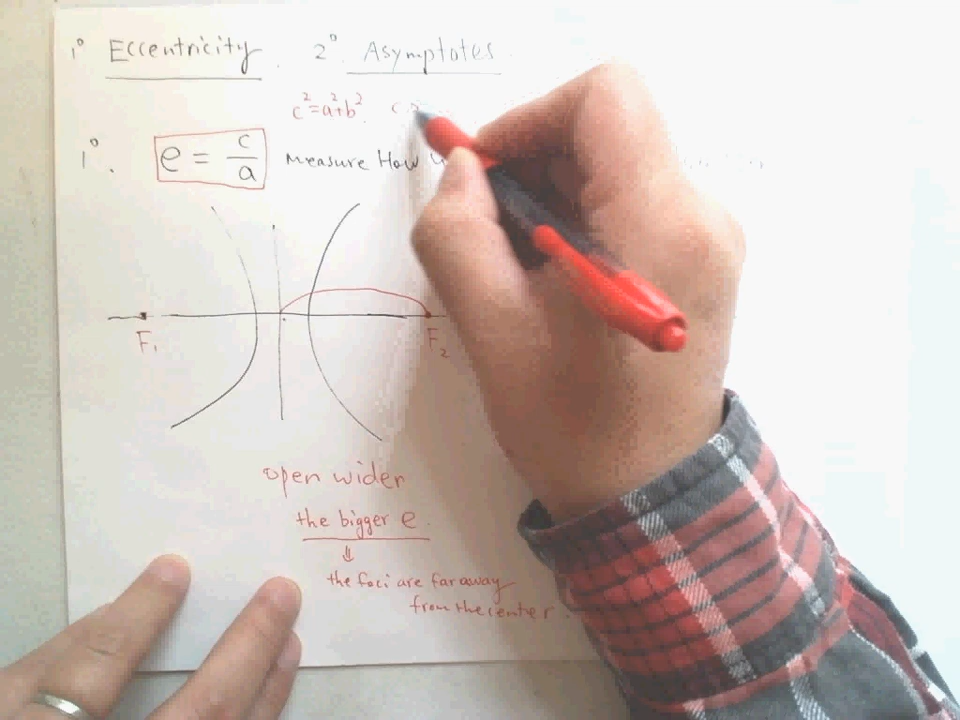 1° Eccentricity. 2° Asymptotes
c²=a²+b². c
1°. e = c/a Measure How
F₁ F₂
open wider
the bigger e.
⇓
the foci are far away
from the center.